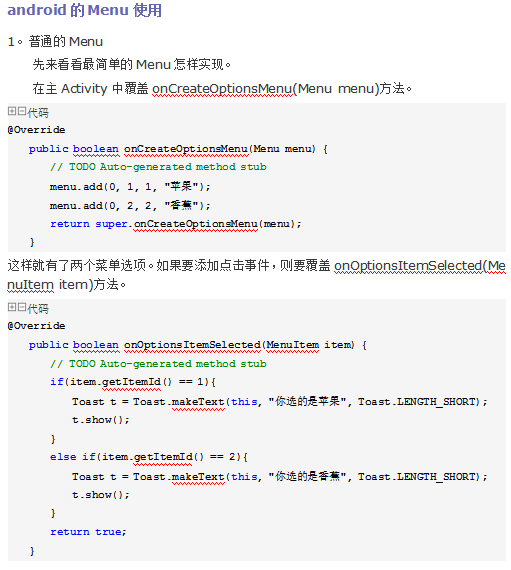 android 的 Menu 使用
1。普通的 Menu
先来看看最简单的 Menu 怎样实现。
在主 Activity 中覆盖 onCreateOptionsMenu(Menu menu)方法。
代码
@Override
public boolean onCreateOptionsMenu(Menu menu) {
// TODO Auto-generated method stub
menu.add(0, 1, 1, "苹果");
menu.add(0, 2, 2, "香蕉");
return super.onCreateOptionsMenu(menu);
}
这样就有了两个菜单选项。如果要添加点击事件，则要覆盖 onOptionsItemSelected(Me
nuItem item)方法。
代码
@Override
public boolean onOptionsItemSelected(MenuItem item) {
// TODO Auto-generated method stub
if(item.getItemId() == 1){
Toast t = Toast.makeText(this, "你选的是苹果", Toast.LENGTH_SHORT);
t.show();
}
else if(item.getItemId() == 2){
Toast t = Toast.makeText(this, "你选的是香蕉", Toast.LENGTH_SHORT);
t.show();
}
return true;
}